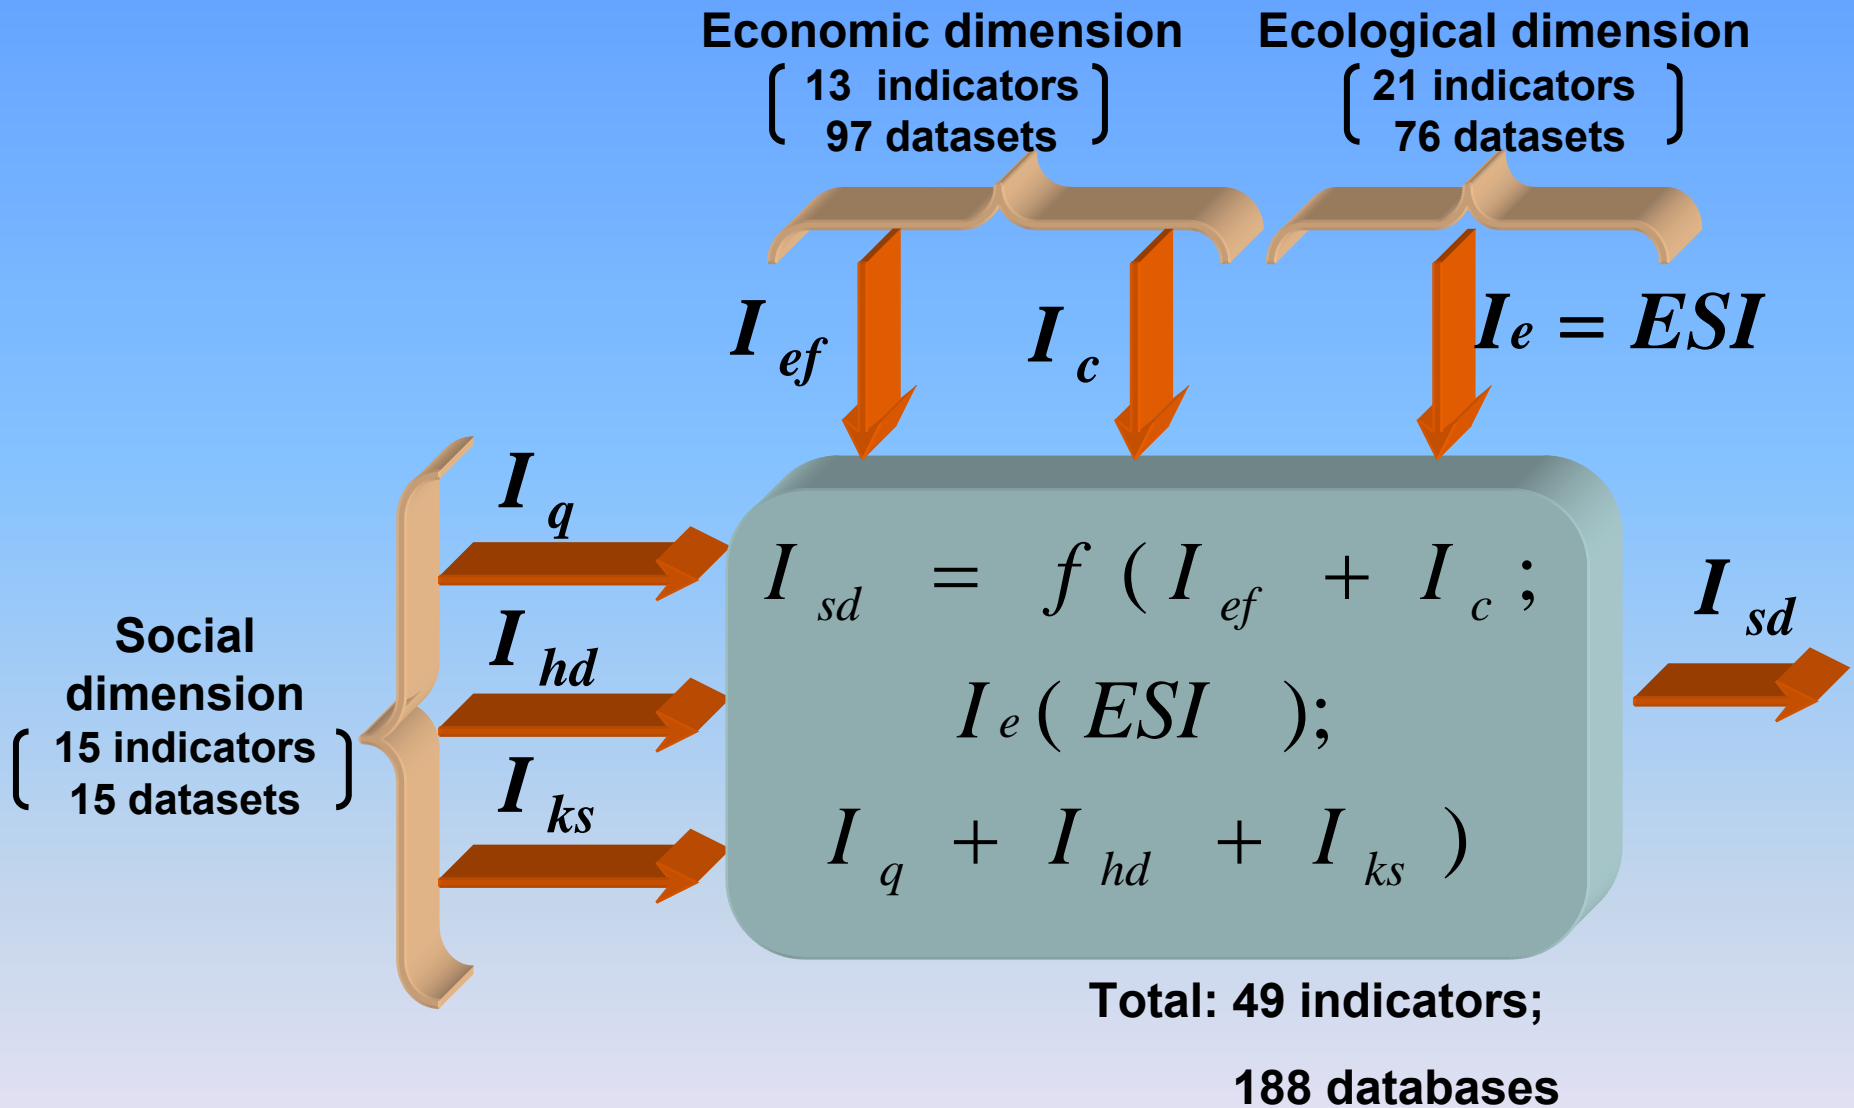 Economic dimension
13 indicators
97 datasets
Ecological dimension
21 indicators
76 datasets
I ef
I c
I e = ESI
Social
dimension
15 indicators
15 datasets
I q
I hd
I ks
I sd = f ( I ef + I c ;
I e ( ESI );
I q + I hd + I ks )
I sd
Total: 49 indicators;
188 databases